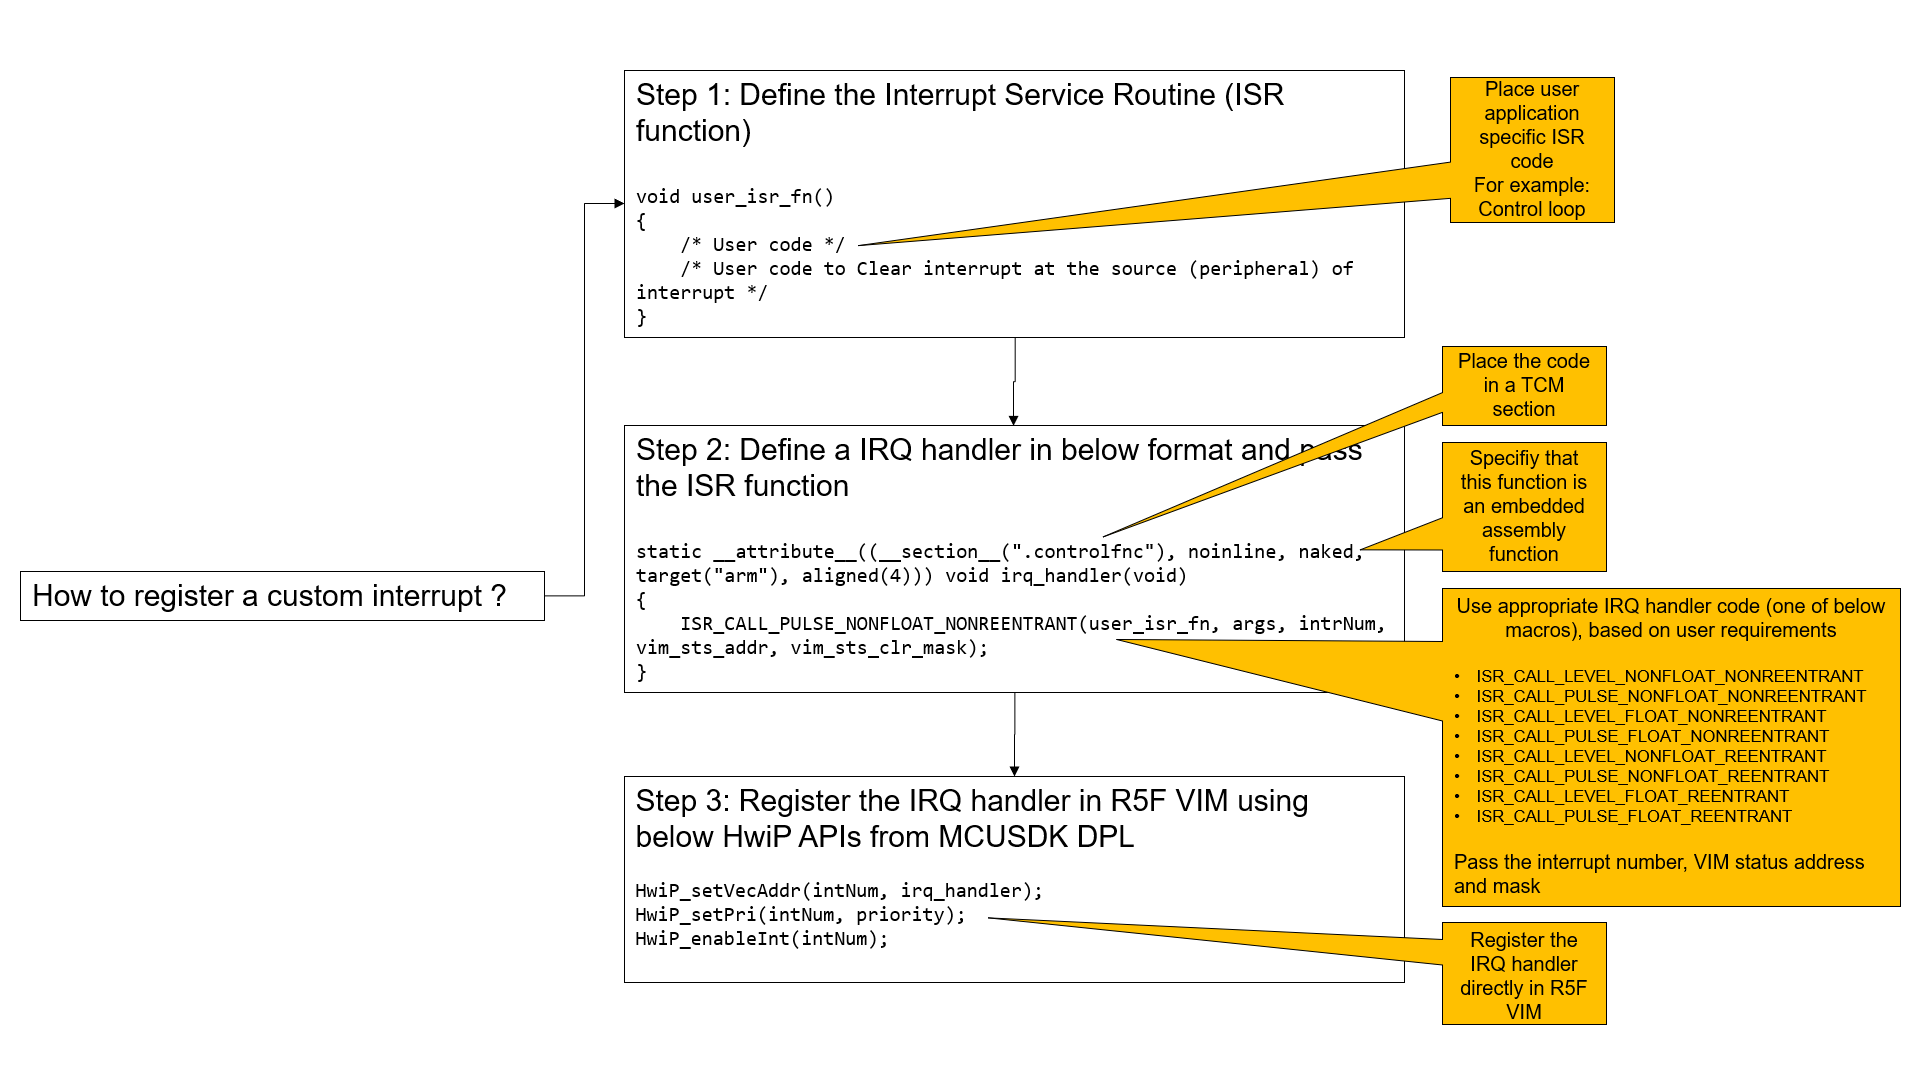 How to register a custom interrupt ?
Step 1: Define the Interrupt Service Routine (ISR
function)
void user_isr_fn()
{
/* User code */
/* User code to Clear interrupt at the source (peripheral) of
interrupt */
}
Place user
application
specific ISR
code
For example:
Control loop
Step 2: Define a IRQ handler in below format and pass
the ISR function
static __attribute__((__section__(".controlfnc"), noinline, naked,
target("arm"), aligned(4))) void irq_handler(void)
{
ISR_CALL_PULSE_NONFLOAT_NONREENTRANT(user_isr_fn, args, intrNum,
vim_sts_addr, vim_sts_clr_mask);
}
Place the code
in a TCM
section
Specifiy that
this function is
an embedded
assembly
function
Use appropriate IRQ handler code (one of below
macros), based on user requirements
• ISR_CALL_LEVEL_NONFLOAT_NONREENTRANT
• ISR_CALL_PULSE_NONFLOAT_NONREENTRANT
• ISR_CALL_LEVEL_FLOAT_NONREENTRANT
• ISR_CALL_PULSE_FLOAT_NONREENTRANT
• ISR_CALL_LEVEL_NONFLOAT_REENTRANT
• ISR_CALL_PULSE_NONFLOAT_REENTRANT
• ISR_CALL_LEVEL_FLOAT_REENTRANT
• ISR_CALL_PULSE_FLOAT_REENTRANT
Pass the interrupt number, VIM status address
and mask
Step 3: Register the IRQ handler in R5F VIM using
below HwiP APIs from MCUSDK DPL
HwiP_setVecAddr(intNum, irq_handler);
HwiP_setPri(intNum, priority);
HwiP_enableInt(intNum);
Register the
IRQ handler
directly in R5F
VIM